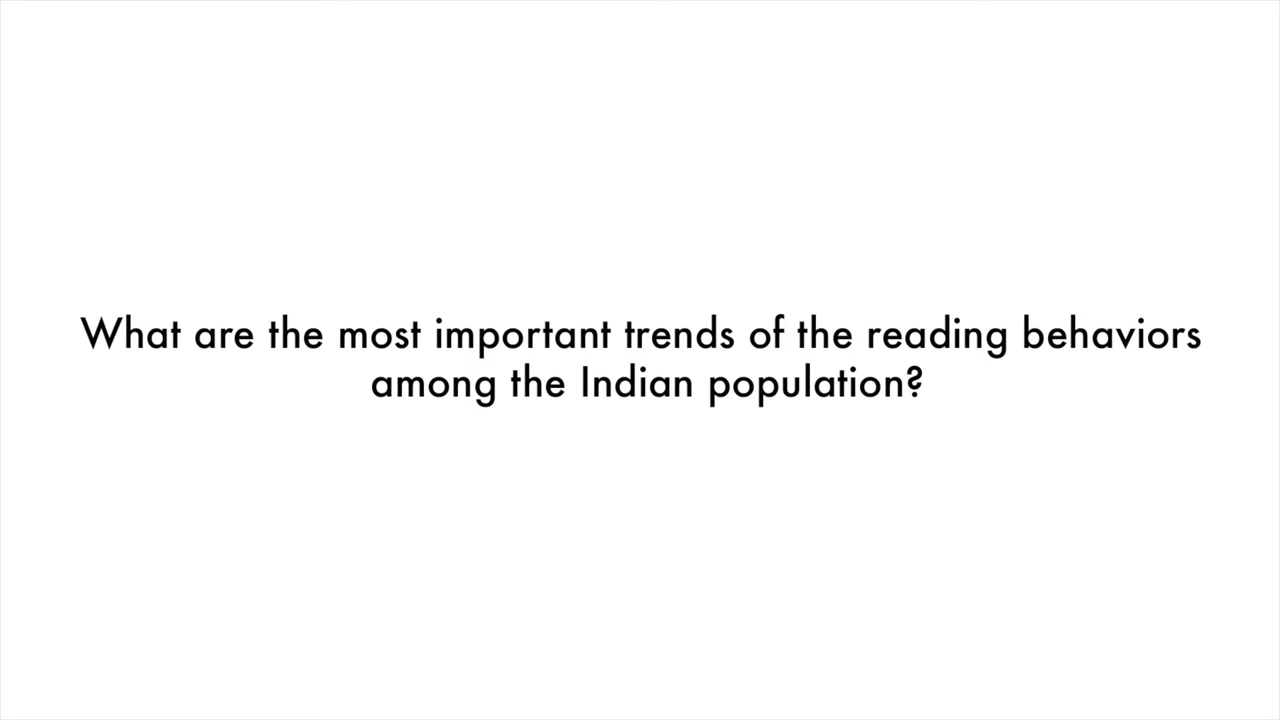 What are the most important trends of the reading behaviors
among the Indian population?